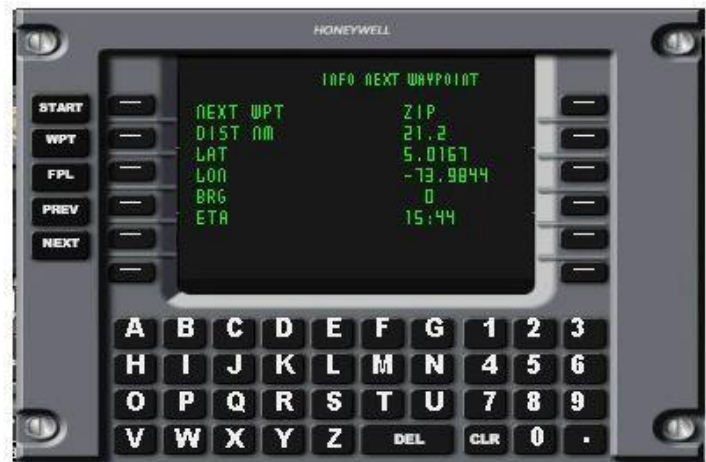 HONEYWELL
INFO NEXT WAYPOINT
NEXT WPT ZIP
DIST NM 21.2
LAT 5.0167
LON -73.9844
BRG 0
ETA 15:44
START
WPT
FPL
PREV
NEXT
A B C D E F G 1 2 3
H I J K L M N 4 5 6
O P Q R S T U 7 8 9
V W X Y Z DEL CLR 0 .